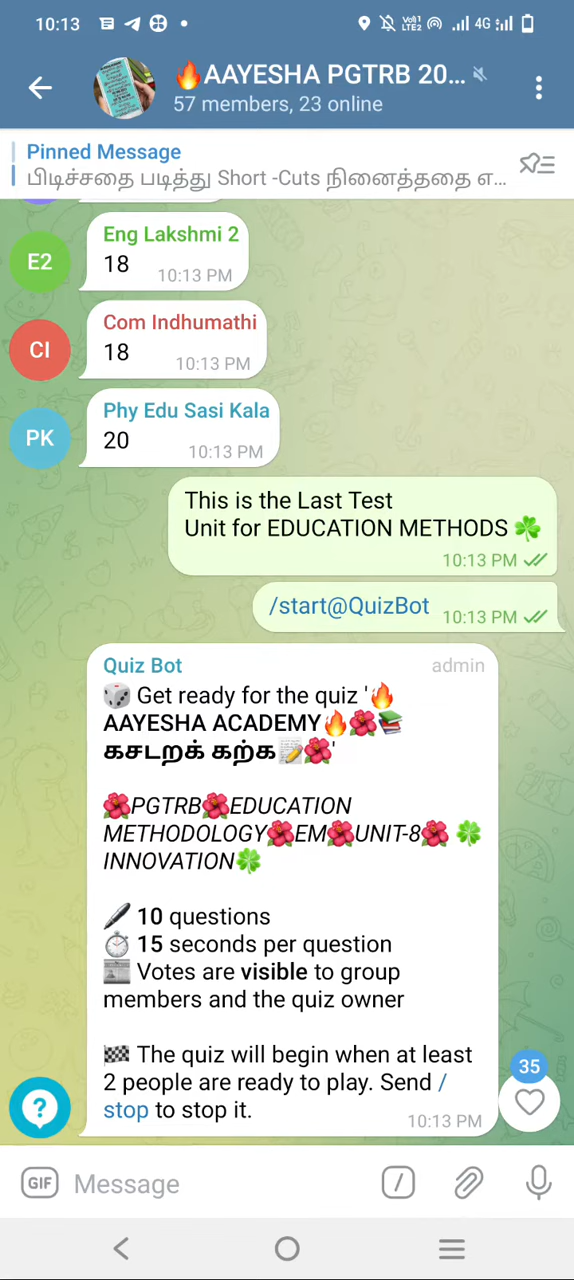 10:13
Vo1) LTE2 4G
🔥AAYESHA PGTRB 20...
57 members, 23 online
Pinned Message
பிடிச்சதை படித்து Short -Cuts நினைத்ததை எ...
E2
Eng Lakshmi 2
18 10:13 PM
CI
Com Indhumathi
18 10:13 PM
PK
Phy Edu Sasi Kala
20 10:13 PM
This is the Last Test
Unit for EDUCATION METHODS 🍀
10:13 PM
/start@QuizBot 10:13 PM
Quiz Bot admin
🎲 Get ready for the quiz '🔥
AAYESHA ACADEMY🔥🌺📚
கசடறக் கற்க📝🌺'
🌺PGTRB🌺EDUCATION
METHODOLOGY🌺EM🌺UNIT-8🌺 🍀
INNOVATION🍀
🖊 10 questions
⏱ 15 seconds per question
📰 Votes are visible to group
members and the quiz owner
🏁 The quiz will begin when at least
2 people are ready to play. Send /
stop to stop it.
10:13 PM
35
GIF Message